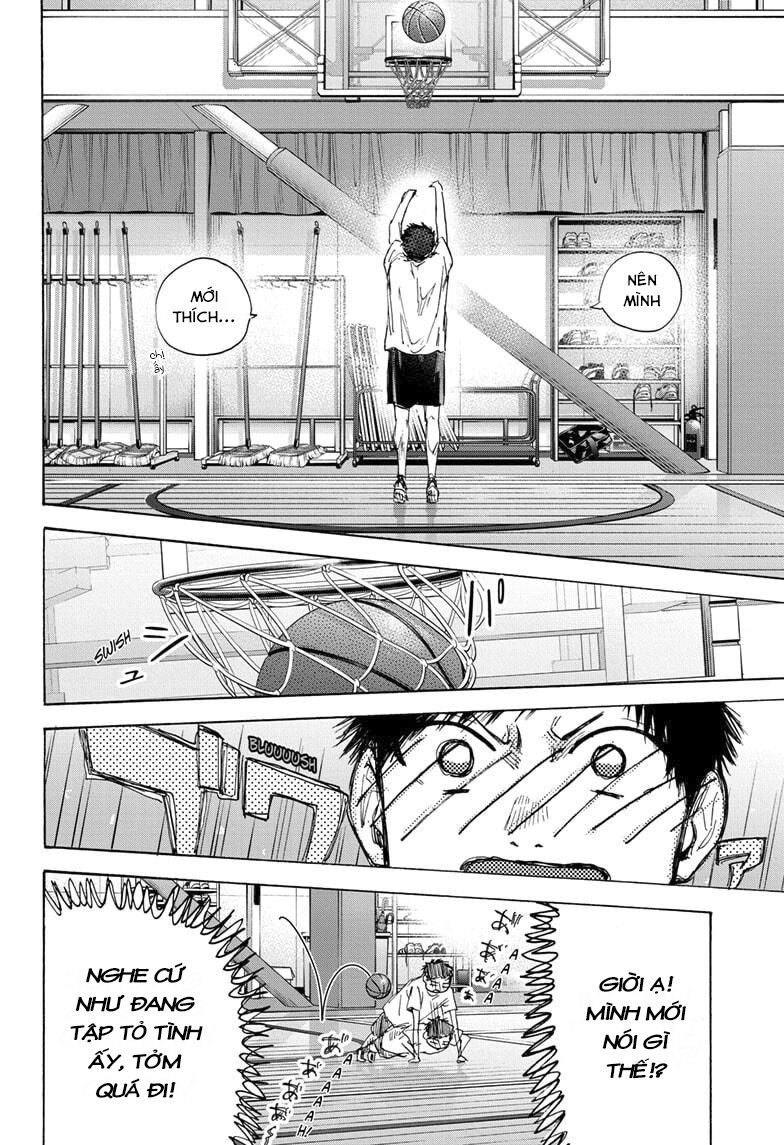 NÊN
MÌNH
MỚI
THÍCH...
chị
ấy
SWISH
BLUUUUSH
GIỜI Ạ!
MÌNH MỚI
NÓI GÌ
THẾ!?
A
A
A
A
A
NGHE CỨ
NHƯ ĐANG
TẬP TỎ TÌNH
ẤY, TỞM
QUÁ ĐI!